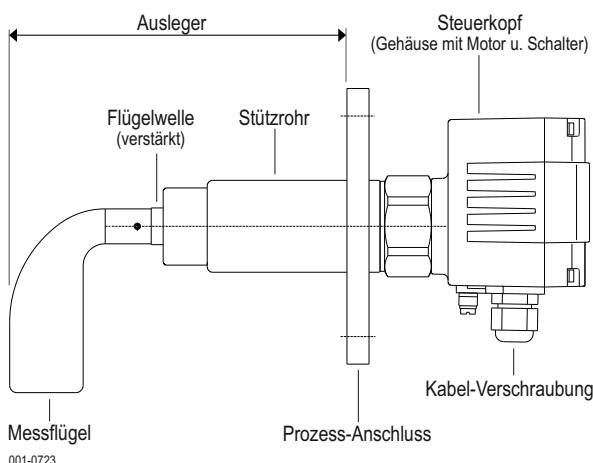 Ausleger
Steuerkopf
(Gehäuse mit Motor u. Schalter)
Flügelwelle
(verstärkt)
Stützrohr
Kabel-Verschraubung
Messflügel
Prozess-Anschluss
001-0723